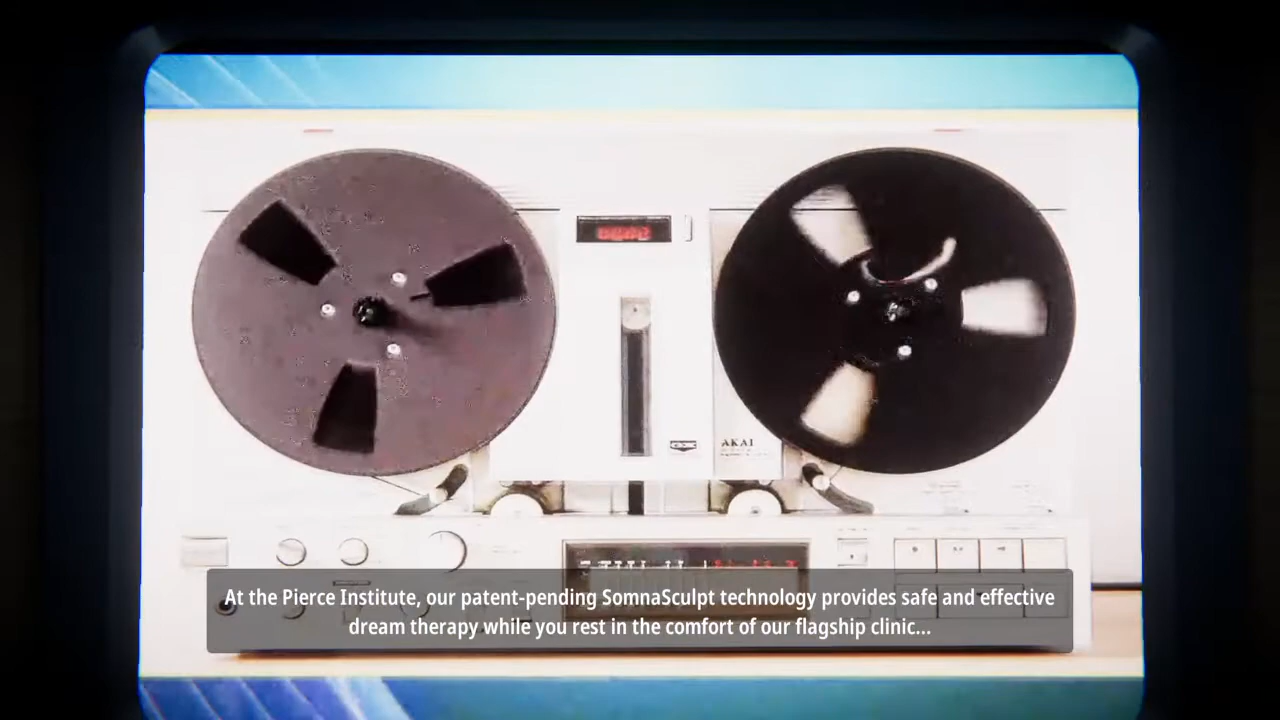 AKAI
At the Pierce Institute, our patent-pending SomnaSculpt technology provides safe and effective
dream therapy while you rest in the comfort of our flagship clinic...